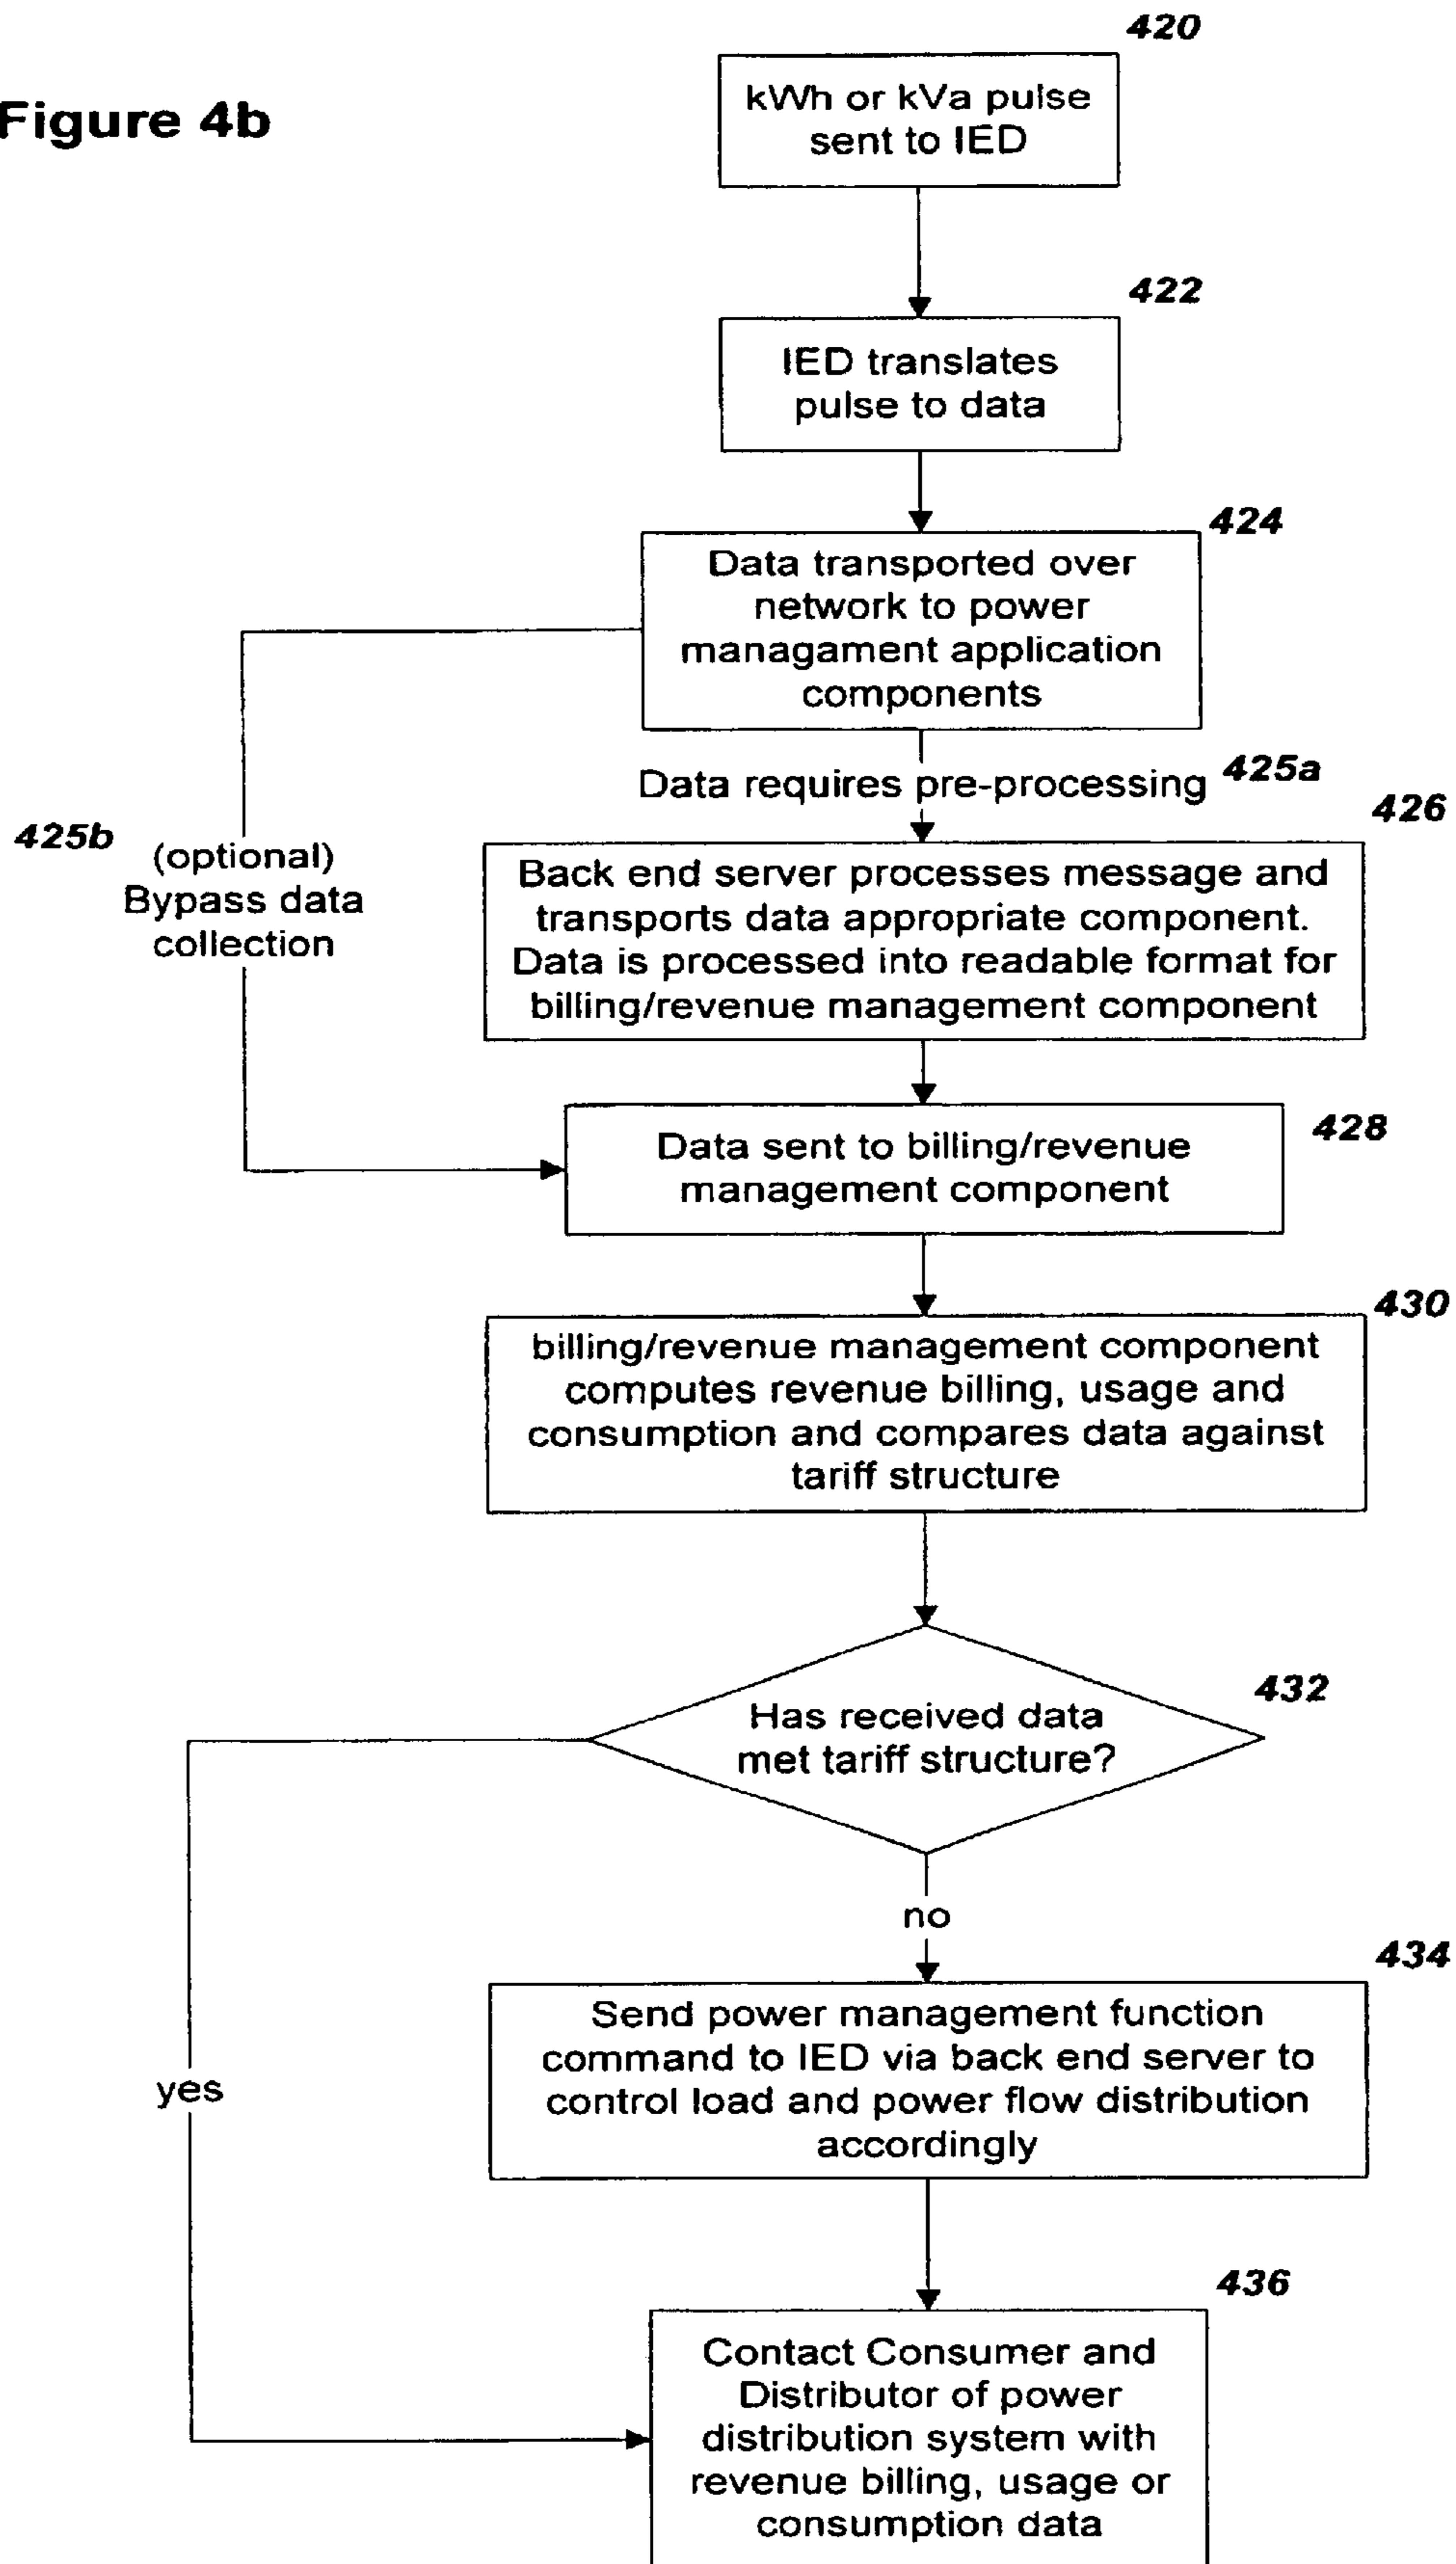 420
Figure 4b
kWh or kVa pulse
sent to IED
422
IED translates
pulse to data
424
Data transported over
network to power
managament application
components
Data requires pre-processing 425a
426
425b
(optional)
Bypass data
collection
Back end server processes message and
transports data appropriate component.
Data is processed into readable format for
billing/revenue management component
428
Data sent to billing/revenue
management component
430
billing/revenue management component
computes revenue billing, usage and
consumption and compares data against
tariff structure
432
Has received data
met tariff structure?
no
434
Send power management function
command to IED via back end server to
control load and power flow distribution
accordingly
yes
436
Contact Consumer and
Distributor of power
distribution system with
revenue billing, usage or
consumption data